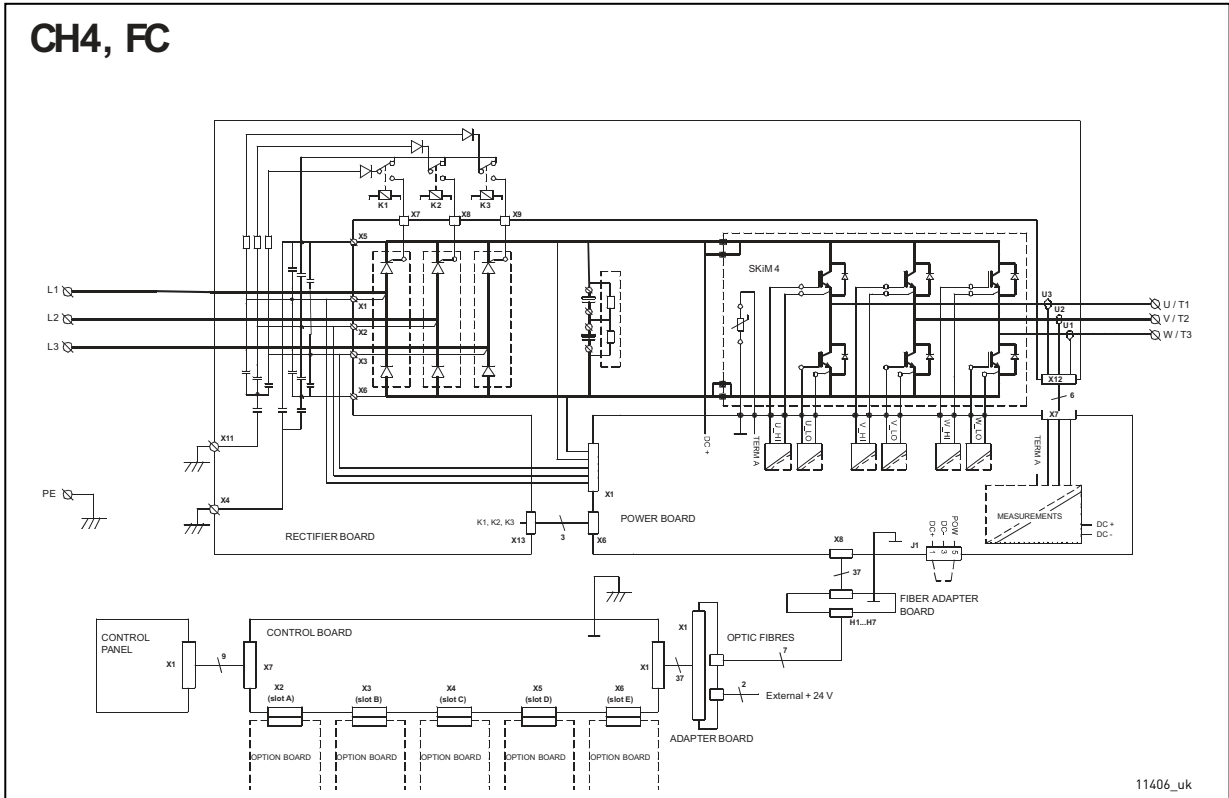 CH4, FC
K1
K2
K3
X7
X8
X9
X5
SKiM 4
L1
X1
U3
U / T1
L2
X2
U2
V / T2
L3
X3
U1
W / T3
X6
X12
6
X7
X11
DC +
TERM A
U_HI
U_LO
V_HI
V_LO
W_HI
W_LO
TERM A
PE
X4
X1
MEASUREMENTS
DC +
DC -
K1, K2, K3
3
POWER BOARD
RECTIFIER BOARD
X13
X6
X8
J1
DC+
DC-
POW
1
3
5
37
FIBER ADAPTER
BOARD
H1...H7
CONTROL
PANEL
X1
9
X7
CONTROL BOARD
X1
37
X1
OPTIC FIBRES
7
2
External + 24 V
X2
(slot A)
X3
(slot B)
X4
(slot C)
X5
(slot D)
X6
(slot E)
ADAPTER BOARD
OPTION BOARD
OPTION BOARD
OPTION BOARD
OPTION BOARD
OPTION BOARD
11406_uk